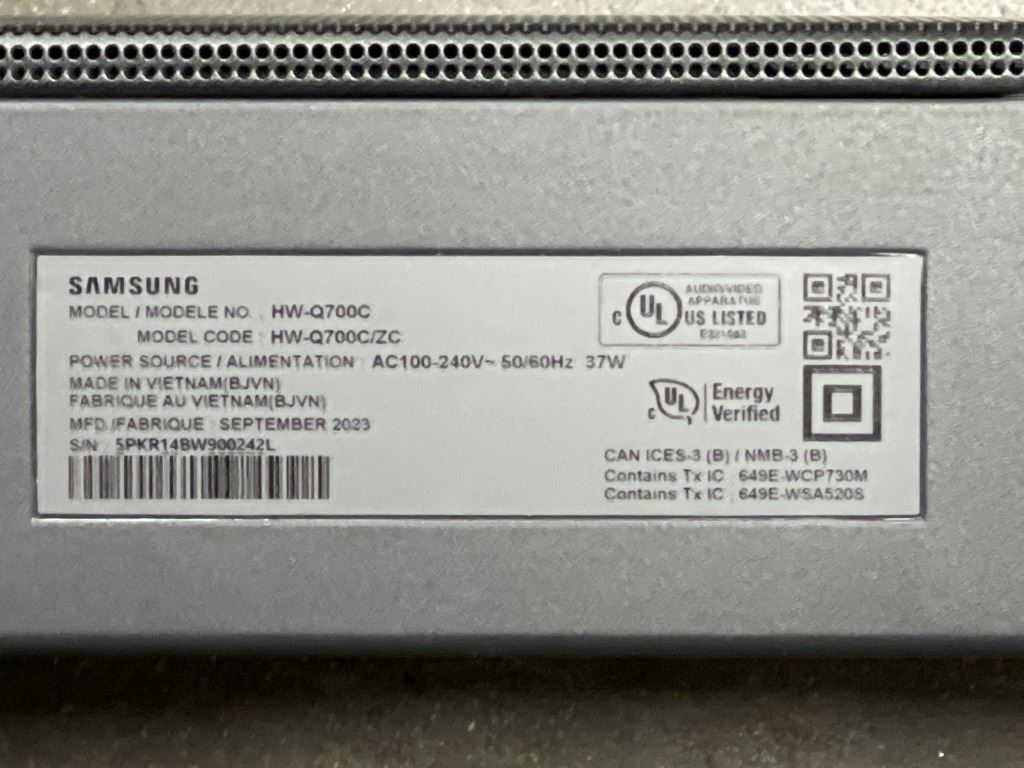 SAMSUNG
MODEL / MODELE NO. : HW-Q700C
MODEL CODE : HW-Q700C/ZC
POWER SOURCE / ALIMENTATION : AC100-240V~ 50/60Hz 37W
MADE IN VIETNAM(BJVN)
FABRIQUE AU VIETNAM(BJVN)
MFD./FABRIQUE : SEPTEMBER 2023
S/N : 5PKR14BW900242L
C UL US LISTED
AUDIO/VIDEO
APPARATUS
c UL Energy
Verified
CAN ICES-3 (B) / NMB-3 (B)
Contains Tx IC : 649E-WCP730M
Contains Tx IC : 649E-WSA520S